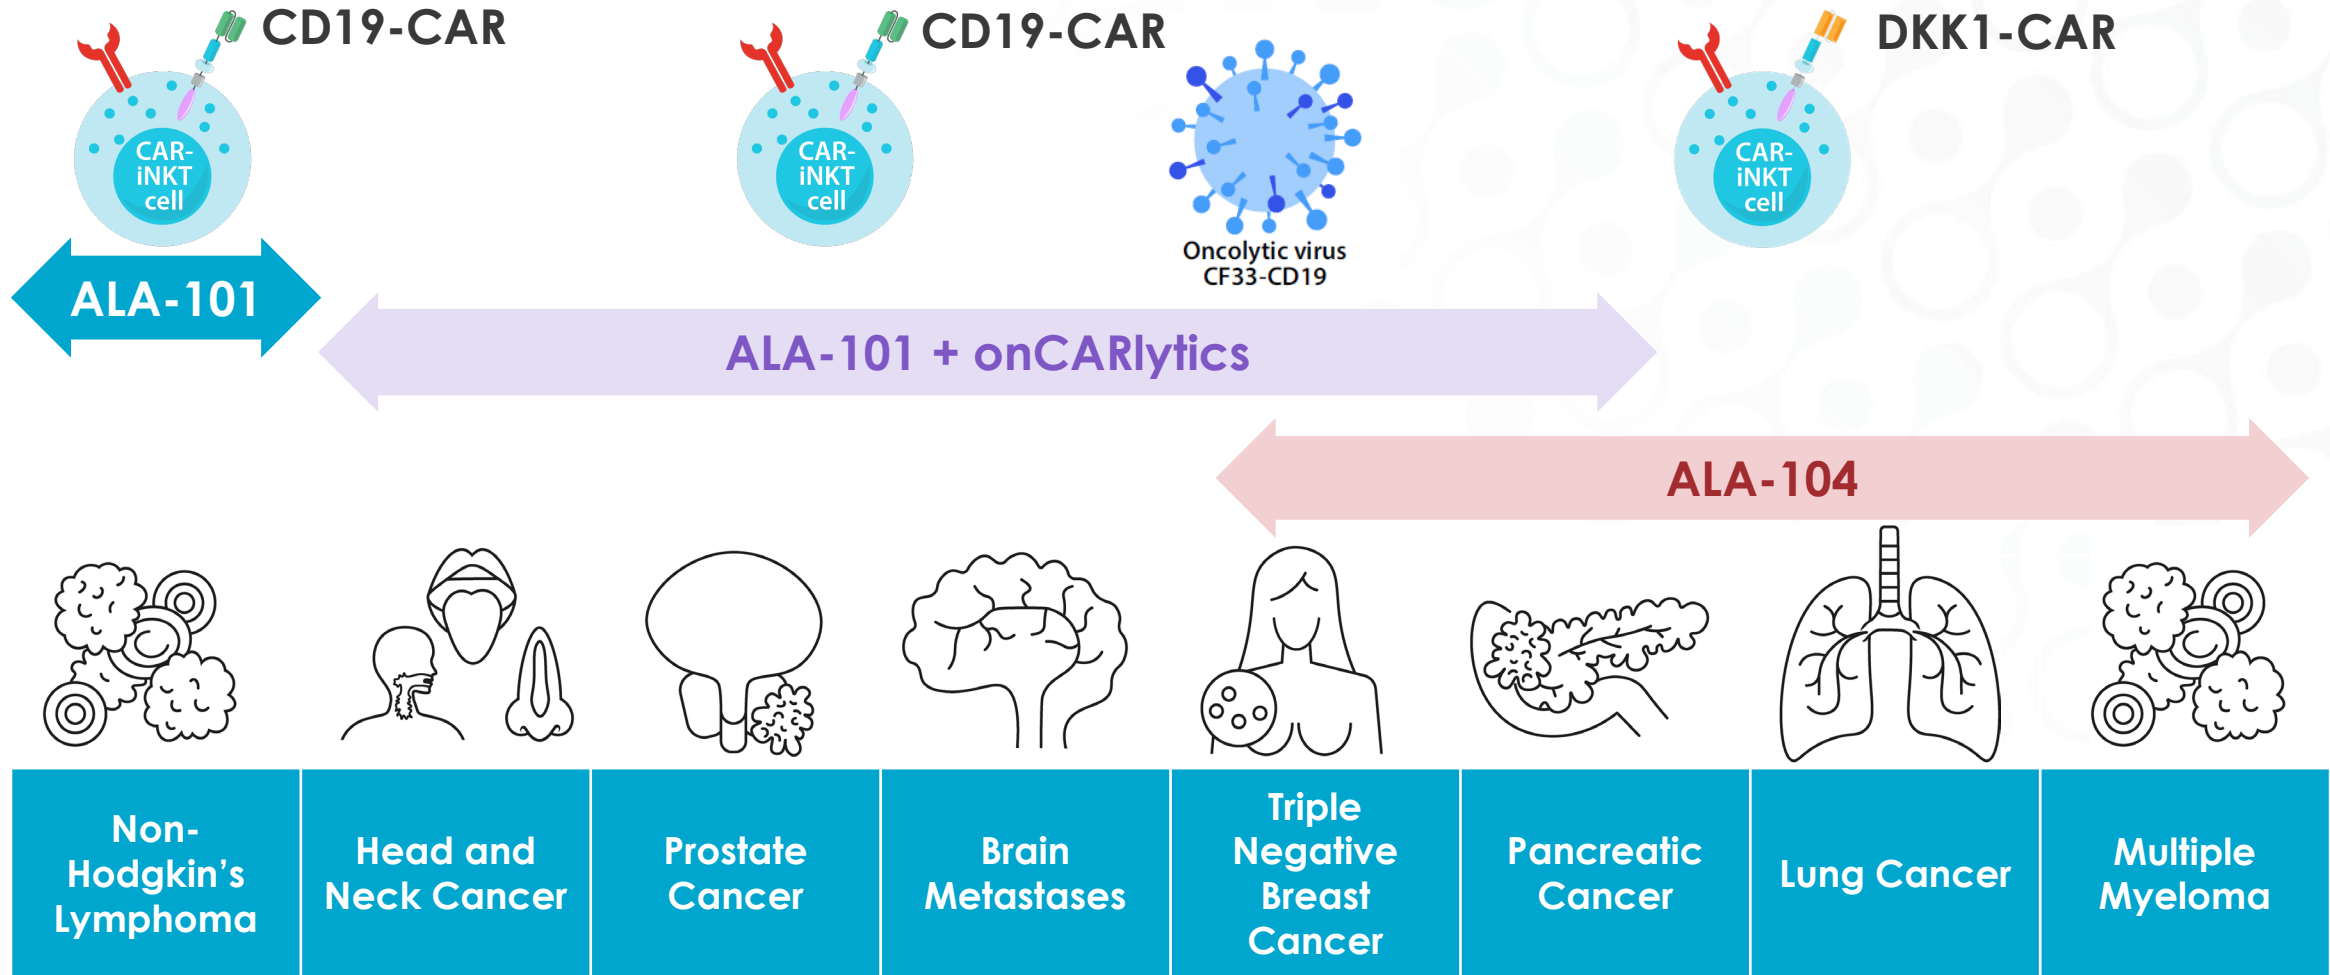 CD19-CAR
CD19-CAR
DKK1-CAR
CAR-
iNKT
cell
CAR-
iNKT
cell
CAR-
iNKT
cell
Oncolytic virus
CF33-CD19
ALA-101
ALA-101 + onCARlytics
ALA-104
Non-
Hodgkin’s
Lymphoma
Head and
Neck Cancer
Prostate
Cancer
Brain
Metastases
Triple
Negative
Breast
Cancer
Pancreatic
Cancer
Lung Cancer
Multiple
Myeloma